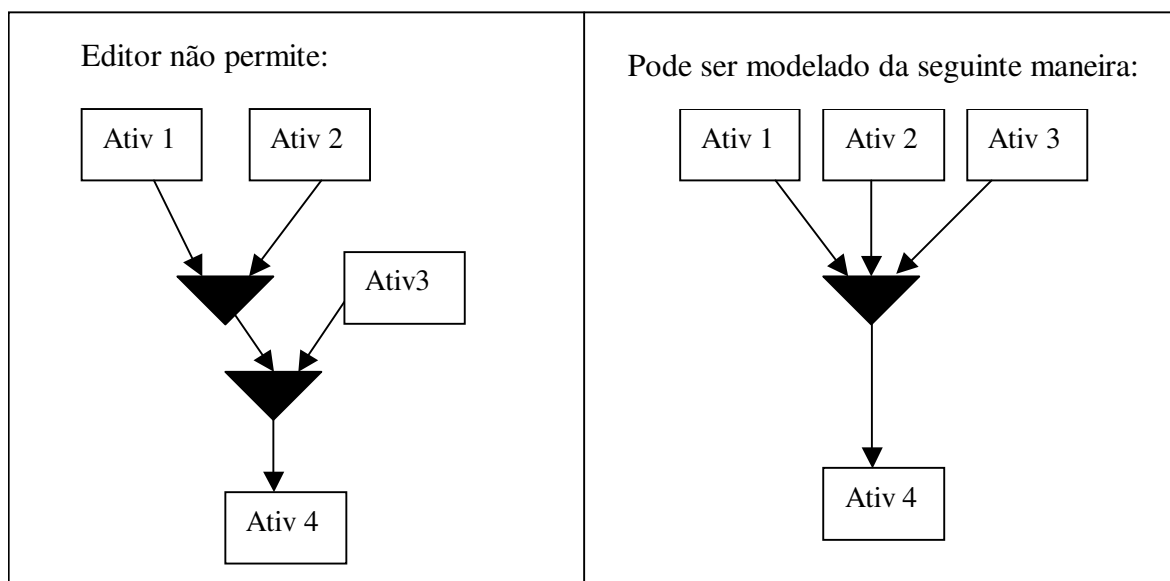 Editor não permite:
Ativ 1
Ativ 2
Ativ3
Ativ 4
Pode ser modelado da seguinte maneira:
Ativ 1
Ativ 2
Ativ 3
Ativ 4